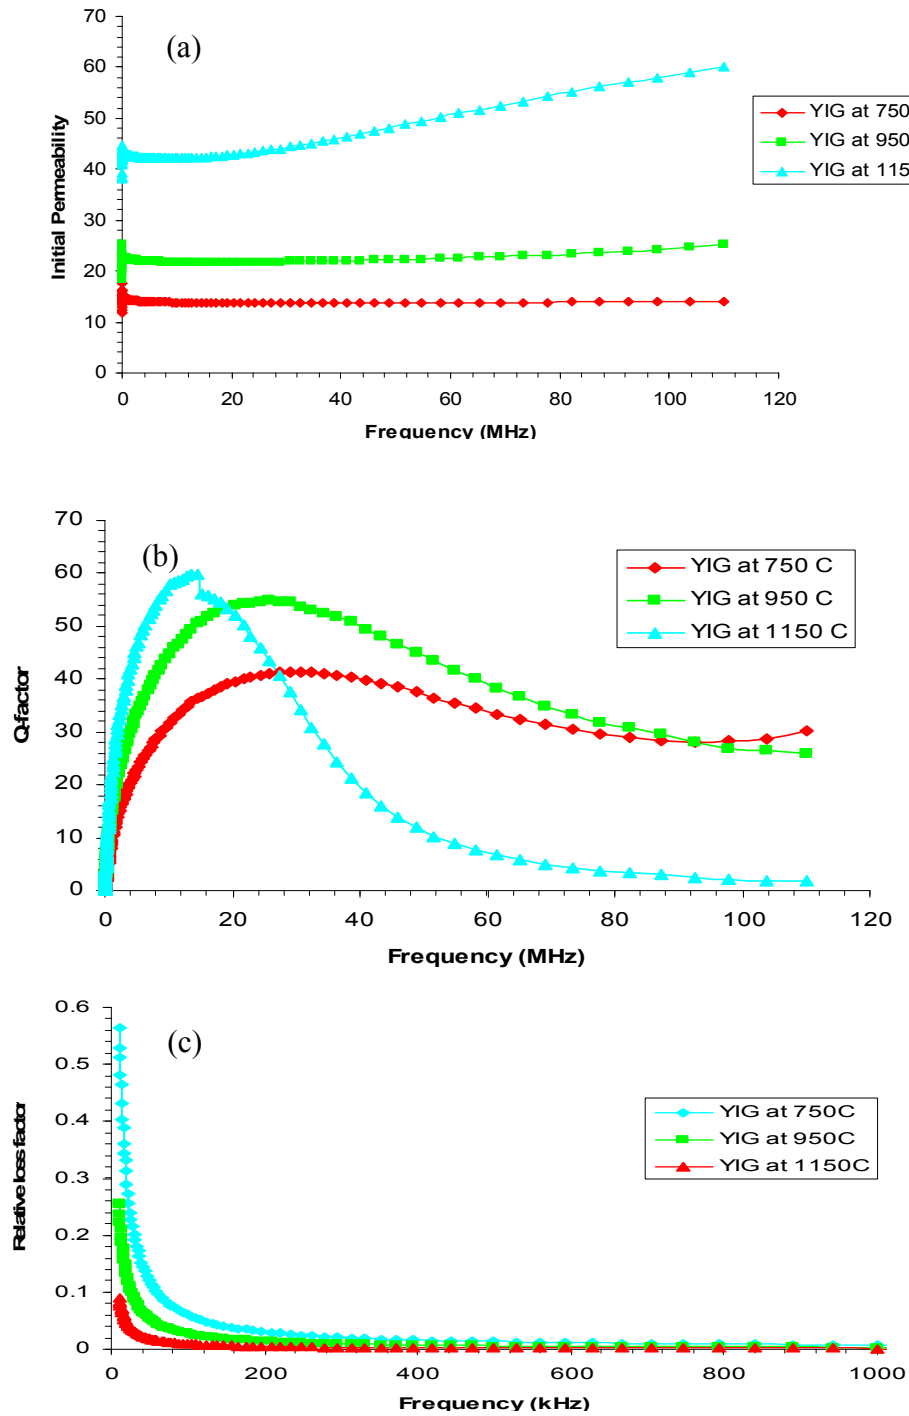 70
(a)
60
50
40
30
20
10
0
Initial Permeability
0 20 40 60 80 100 120
Frequency (MHz)
YIG at 750
YIG at 950
YIG at 115
70
(b)
60
50
40
30
20
10
0
Q-factor
0 20 40 60 80 100 120
Frequency (MHz)
YIG at 750 C
YIG at 950 C
YIG at 1150 C
0.6
(c)
0.5
0.4
0.3
0.2
0.1
0
Relative loss factor
0 200 400 600 800 1000
Frequency (kHz)
YIG at 750C
YIG at 950C
YIG at 1150C